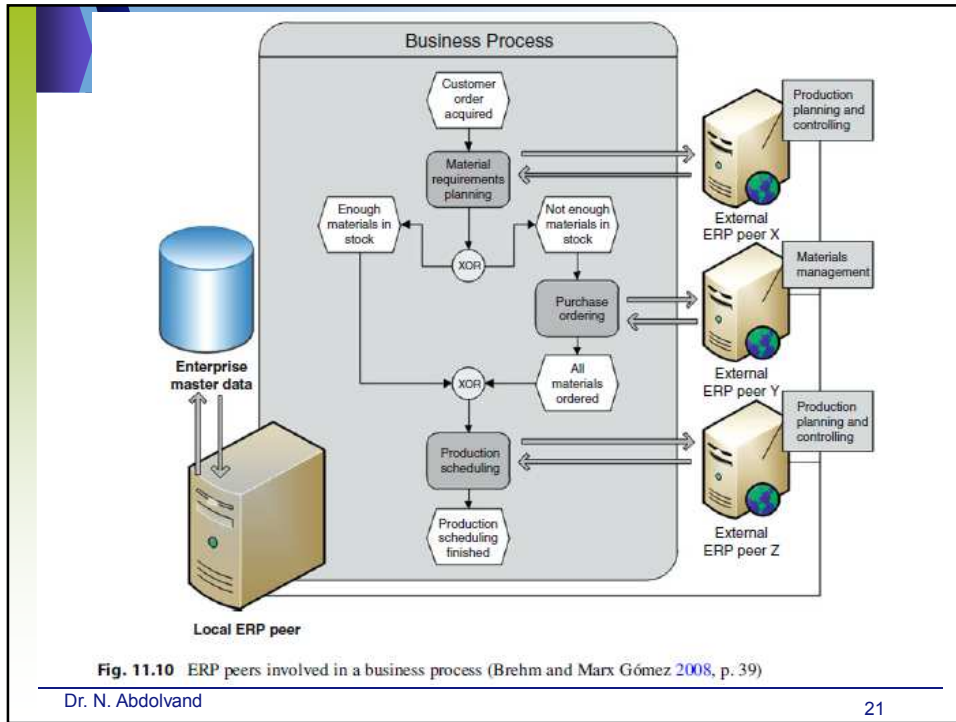 Business Process
Customer
order
acquired
Production
planning and
controlling
Material
requirements
planning
External
ERP peer X
Enough
materials in
stock
Not enough
materials in
stock
XOR
Materials
management
Purchase
ordering
External
ERP peer Y
Enterprise
master data
XOR
All
materials
ordered
Production
planning and
controlling
Production
scheduling
External
ERP peer Z
Production
scheduling
finished
Local ERP peer
Fig. 11.10 ERP peers involved in a business process (Brehm and Marx Gómez 2008, p. 39)
Dr. N. Abdolvand
21